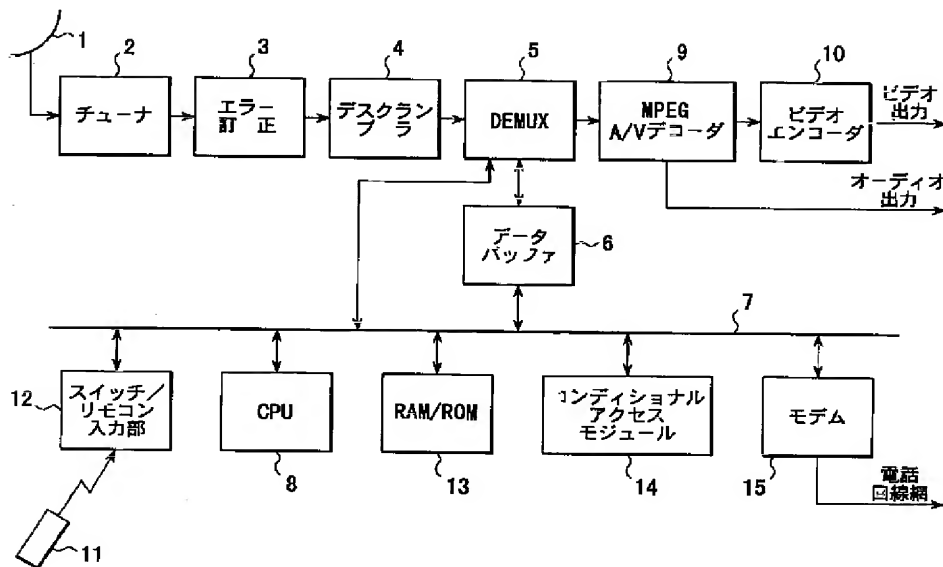 1
2
3
4
5
9
10
チューナ
エラー
訂 正
デスクラン
ブ ラ
DEMUX
MPEG
A/Vデコーダ
ビデオ
エンコーダ
ビデオ
出力
オーディオ
出力
データ
バッファ
6
7
12
スイッチ/
リモコン
入力部
CPU
RAM/ROM
コンディショナル
アクセス
モジュール
モデム
8
13
14
15
電話
回線網
11